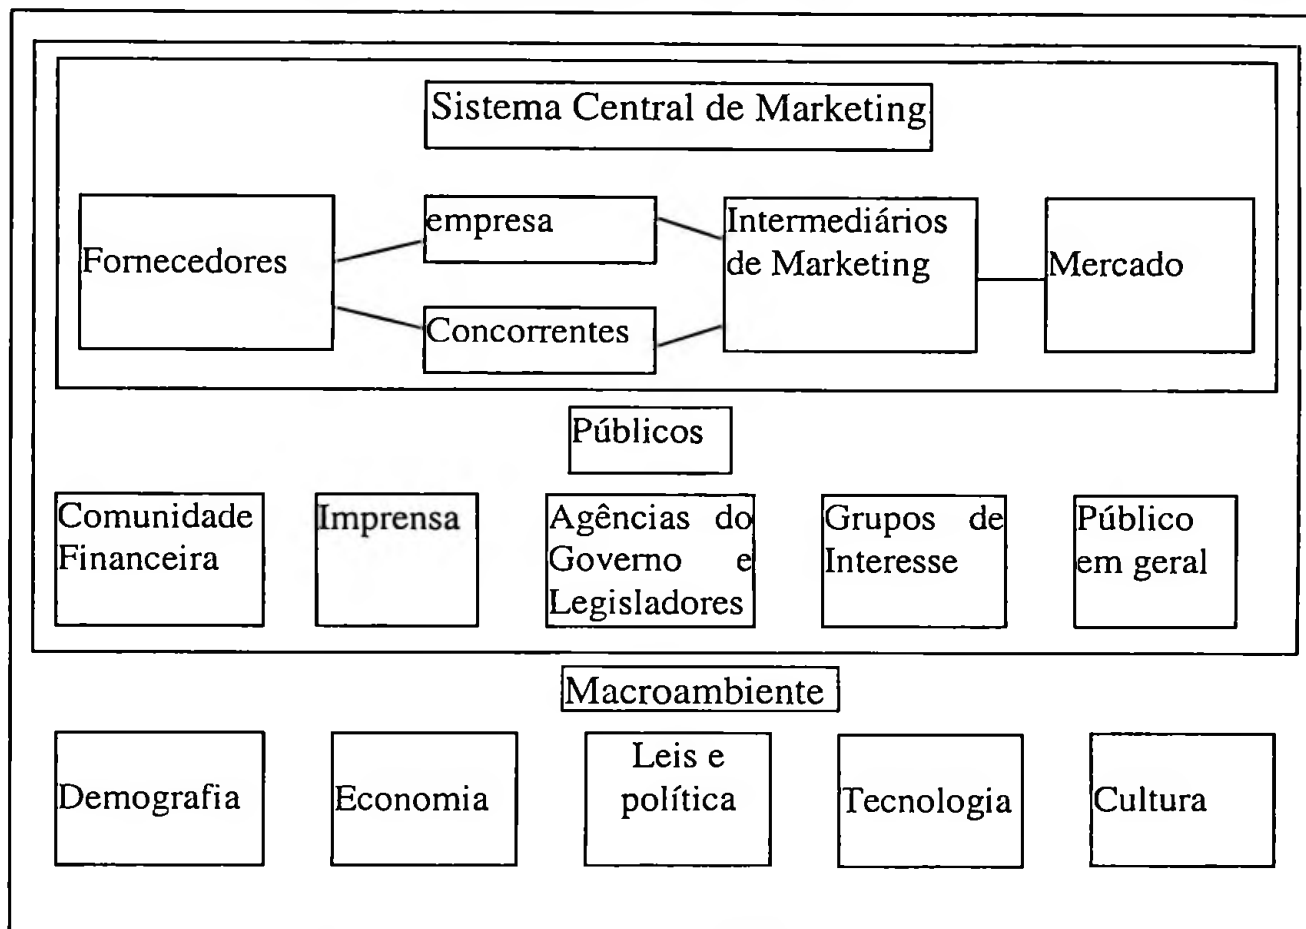 Sistema Central de Marketing
Fornecedores
empresa
Concorrentes
Intermediários
de Marketing
Mercado
Públicos
Comunidade
Financeira
Imprensa
Agências do
Governo e
Legisladores
Grupos de
Interesse
Público
em geral
Macroambiente
Demografia
Economia
Leis e
política
Tecnologia
Cultura